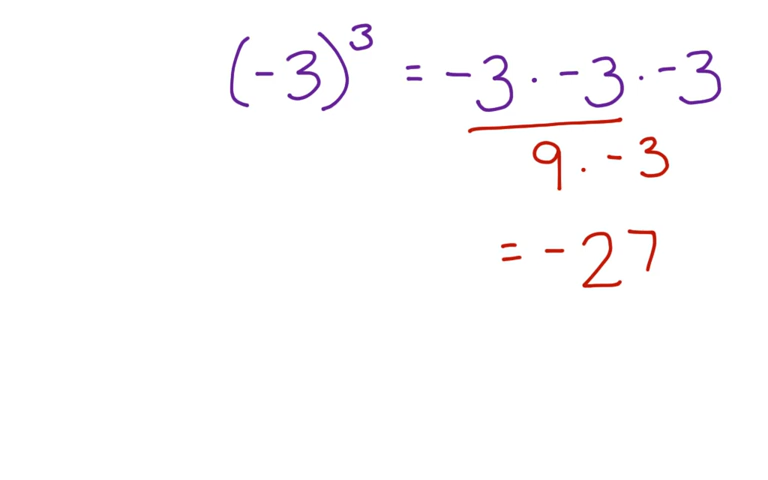 (-3)³ = -3 · -3 · -3
9 · -3
= -27